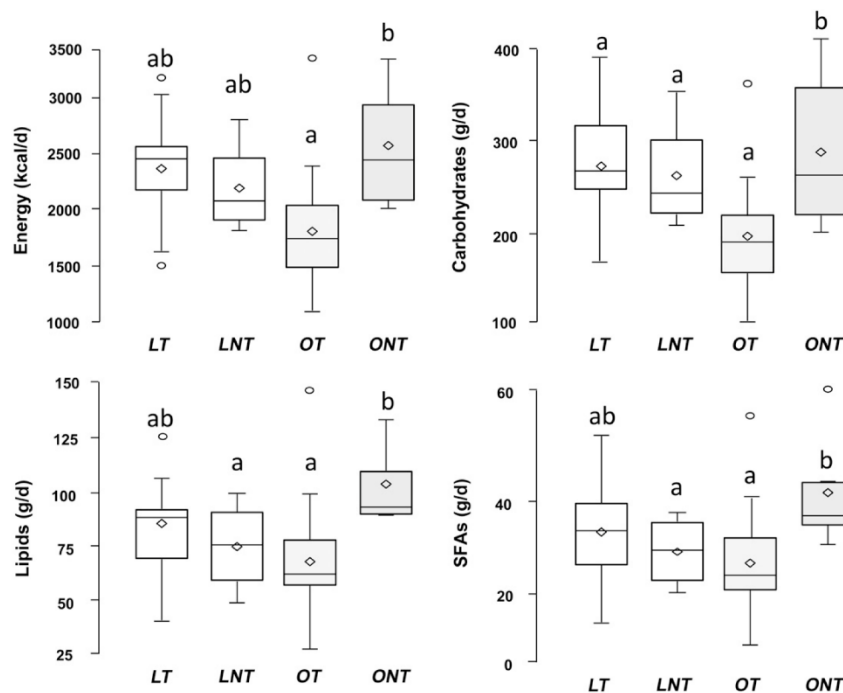 3500
3000
2500
2000
1500
1000
Energy (kcal/d)
ab
ab
a
b
LT LNT OT ONT
400
300
200
100
Carbohydrates (g/d)
a
a
a
b
LT LNT OT ONT
150
125
100
75
50
25
Lipids (g/d)
ab
a
a
b
LT LNT OT ONT
60
40
20
0
SFAs (g/d)
ab
a
a
b
LT LNT OT ONT